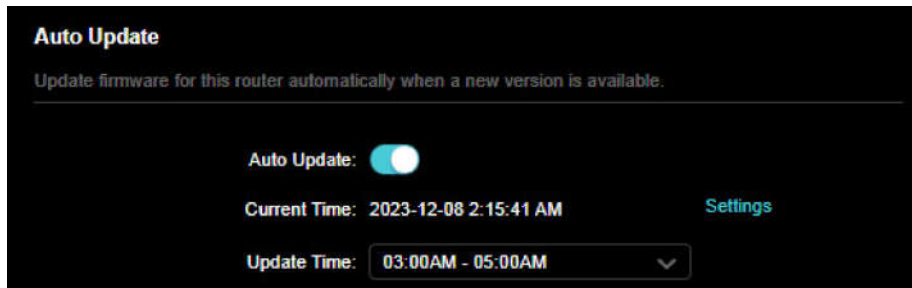 Auto Update
Update firmware for this router automatically when a new version is available.
Auto Update:
Current Time: 2023-12-08 2:15:41 AM Settings
Update Time: 03:00AM - 05:00AM